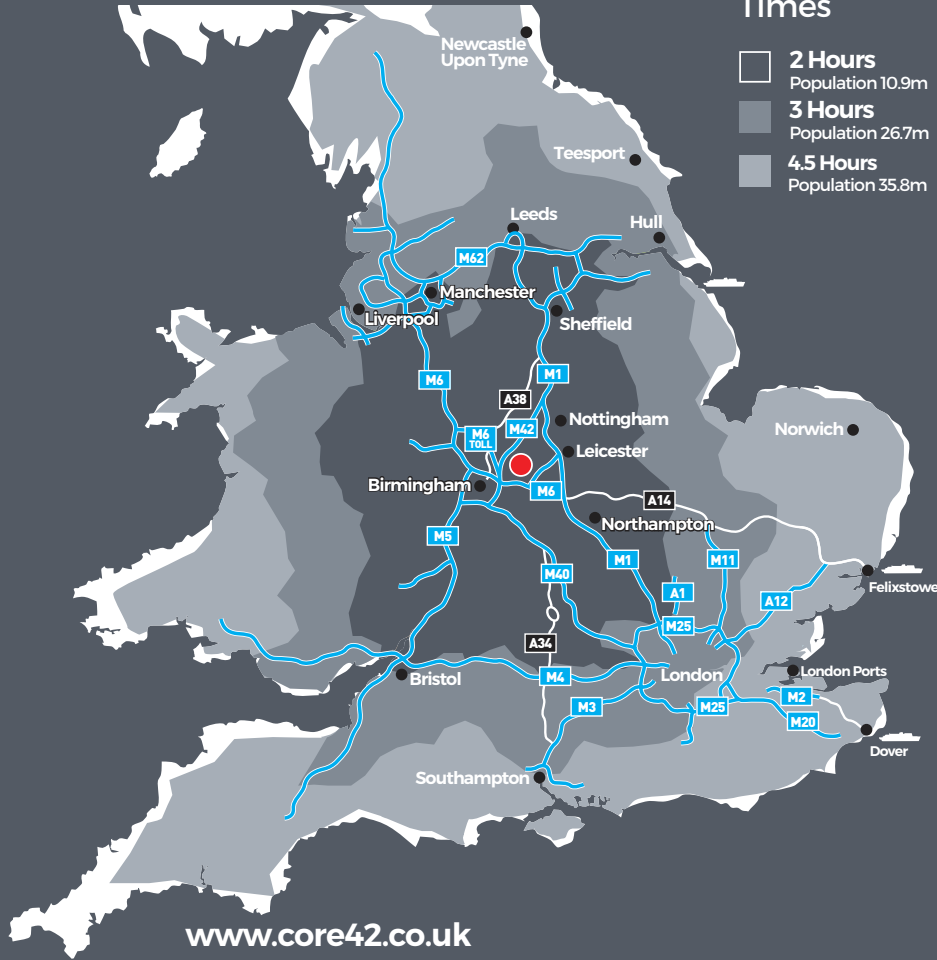 Times
2 Hours
Population 10.9m
3 Hours
Population 26.7m
4.5 Hours
Population 35.8m
Newcastle
Upon Tyne
Teesport
Leeds
Hull
M62
Manchester
Liverpool
Sheffield
M6
M1
A38
M42
M6
TOLL
Nottingham
Norwich
Leicester
Birmingham
M6
A14
Northampton
M5
M40
M1
M11
Felixstowe
A1
A12
M25
A34
London
London Ports
Bristol
M4
M3
M25
M2
M20
Dover
Southampton
www.core42.co.uk